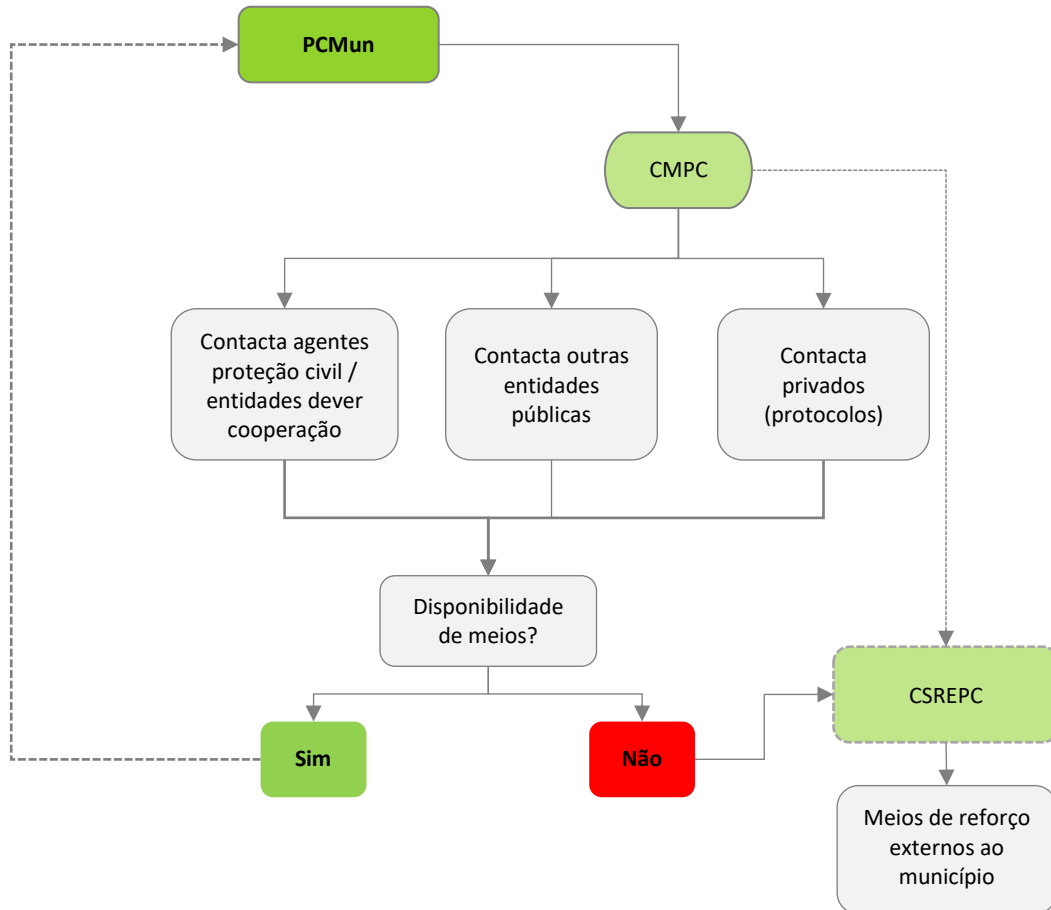 PCMun
CMPC
Contacta agentes
proteção civil /
entidades dever
cooperação
Contacta outras
entidades
públicas
Contacta
privados
(protocolos)
Disponibilidade
de meios?
Sim
Não
CSREPC
Meios de reforço
externos ao
município